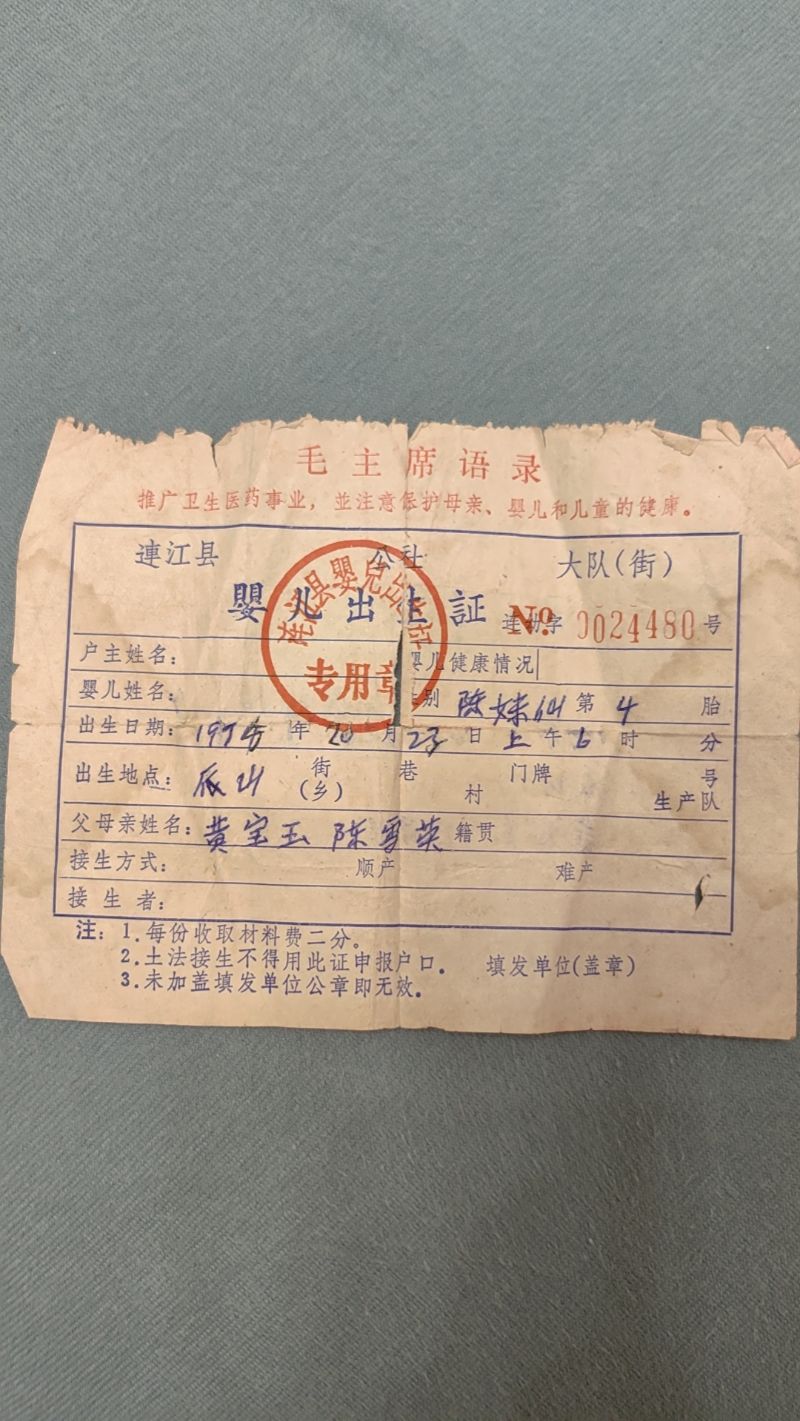 毛主席语录
推广卫生医药事业，並注意保护母亲、婴儿和儿童的健康。
連江县 公社 大队(街)
嬰儿出生証 No 連 字 0024480 号
专用章
户主姓名： 婴儿健康情况
婴儿姓名： 性别 陈妹仙 第 4 胎
出生日期： 年 月 日 上午 6 时 分
出生地点： 山 街(乡) 巷 村 门牌 号 生产队
父母亲姓名：黄宝玉 陈雪英 籍贯
接生方式： 顺产 难产
接生者：
注：1.每份收取材料费二分。
2.土法接生不得用此证申报户口。 填发单位(盖章)
3.未加盖填发单位公章即无效。